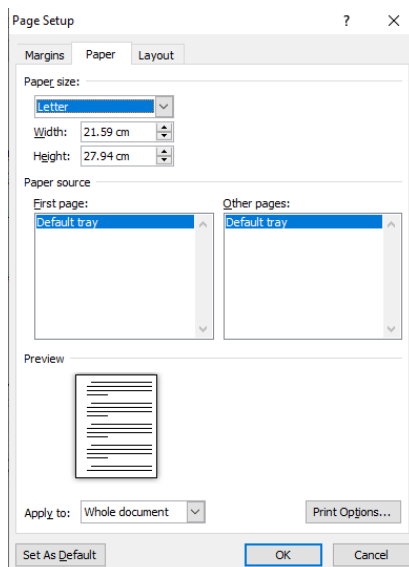 Page Setup ?
Margins Paper Layout
Paper size:
Letter
Width: 21.59 cm
Height: 27.94 cm
Paper source
First page: Other pages:
Default tray Default tray
Preview
Apply to: Whole document Print Options...
Set As Default OK Cancel